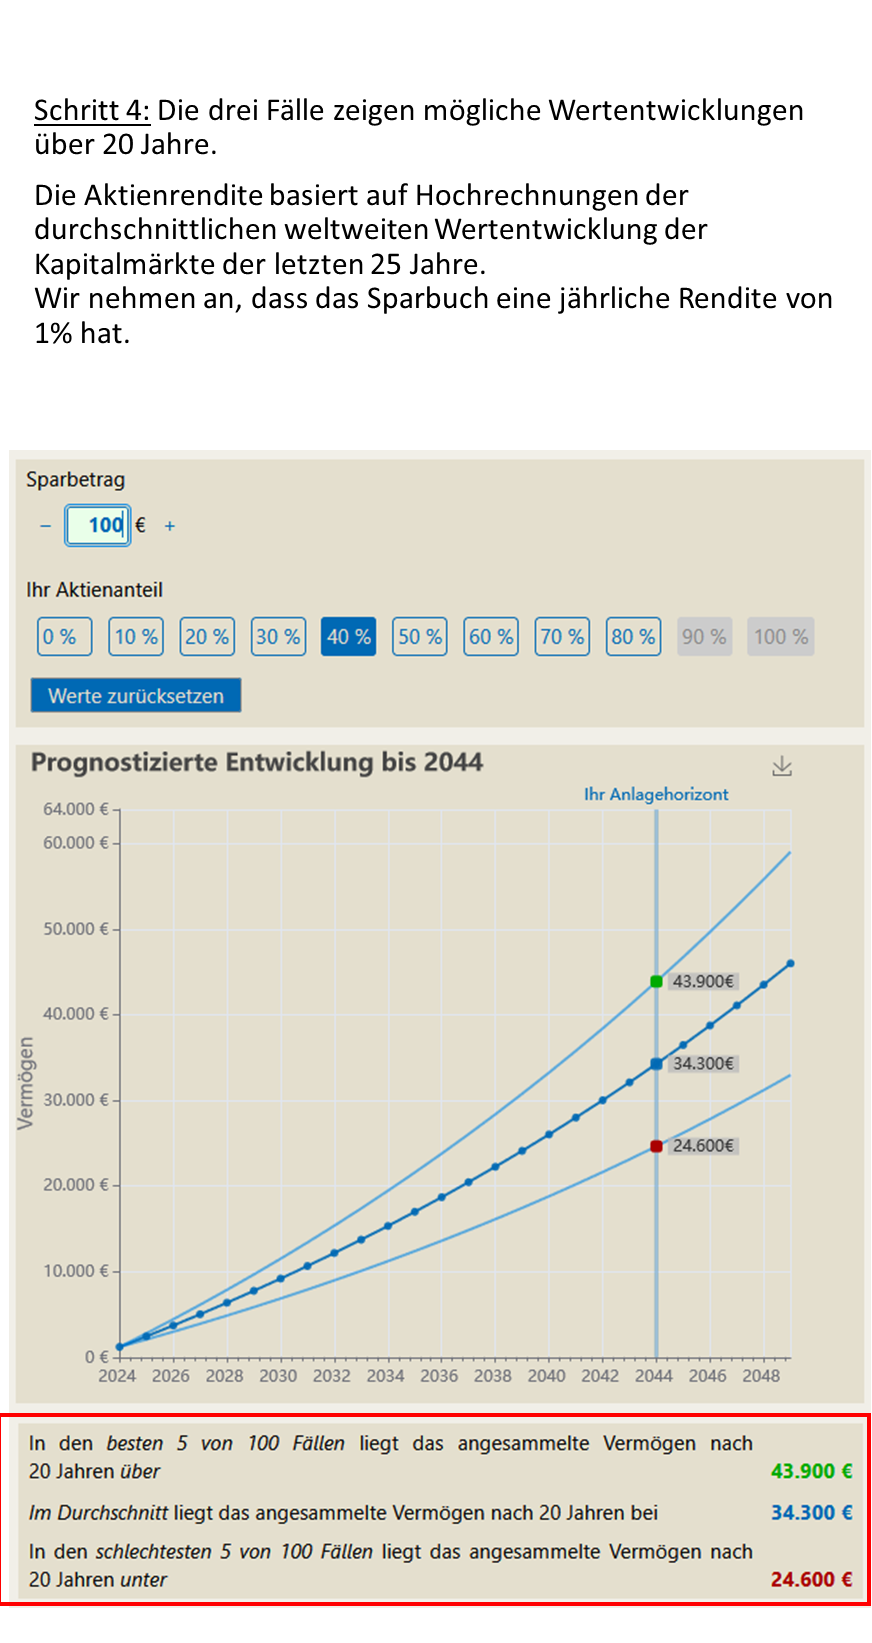 Schritt 4: Die drei Fälle zeigen mögliche Wertentwicklungen
über 20 Jahre.
Die Aktienrendite basiert auf Hochrechnungen der
durchschnittlichen weltweiten Wertentwicklung der
Kapitalmärkte der letzten 25 Jahre.
Wir nehmen an, dass das Sparbuch eine jährliche Rendite von
1% hat.
Sparbetrag
− 100 € +
Ihr Aktienanteil
0 % 10 % 20 % 30 % 40 % 50 % 60 % 70 % 80 % 90 % 100 %
Werte zurücksetzen
Prognostizierte Entwicklung bis 2044
Ihr Anlagehorizont
64.000 €
60.000 €
50.000 €
43.900€
40.000 €
34.300€
Vermögen
30.000 €
24.600€
20.000 €
10.000 €
0 €
2024 2026 2028 2030 2032 2034 2036 2038 2040 2042 2044 2046 2048
In den besten 5 von 100 Fällen liegt das angesammelte Vermögen nach
20 Jahren über 43.900 €
Im Durchschnitt liegt das angesammelte Vermögen nach 20 Jahren bei 34.300 €
In den schlechtesten 5 von 100 Fällen liegt das angesammelte Vermögen nach
20 Jahren unter 24.600 €